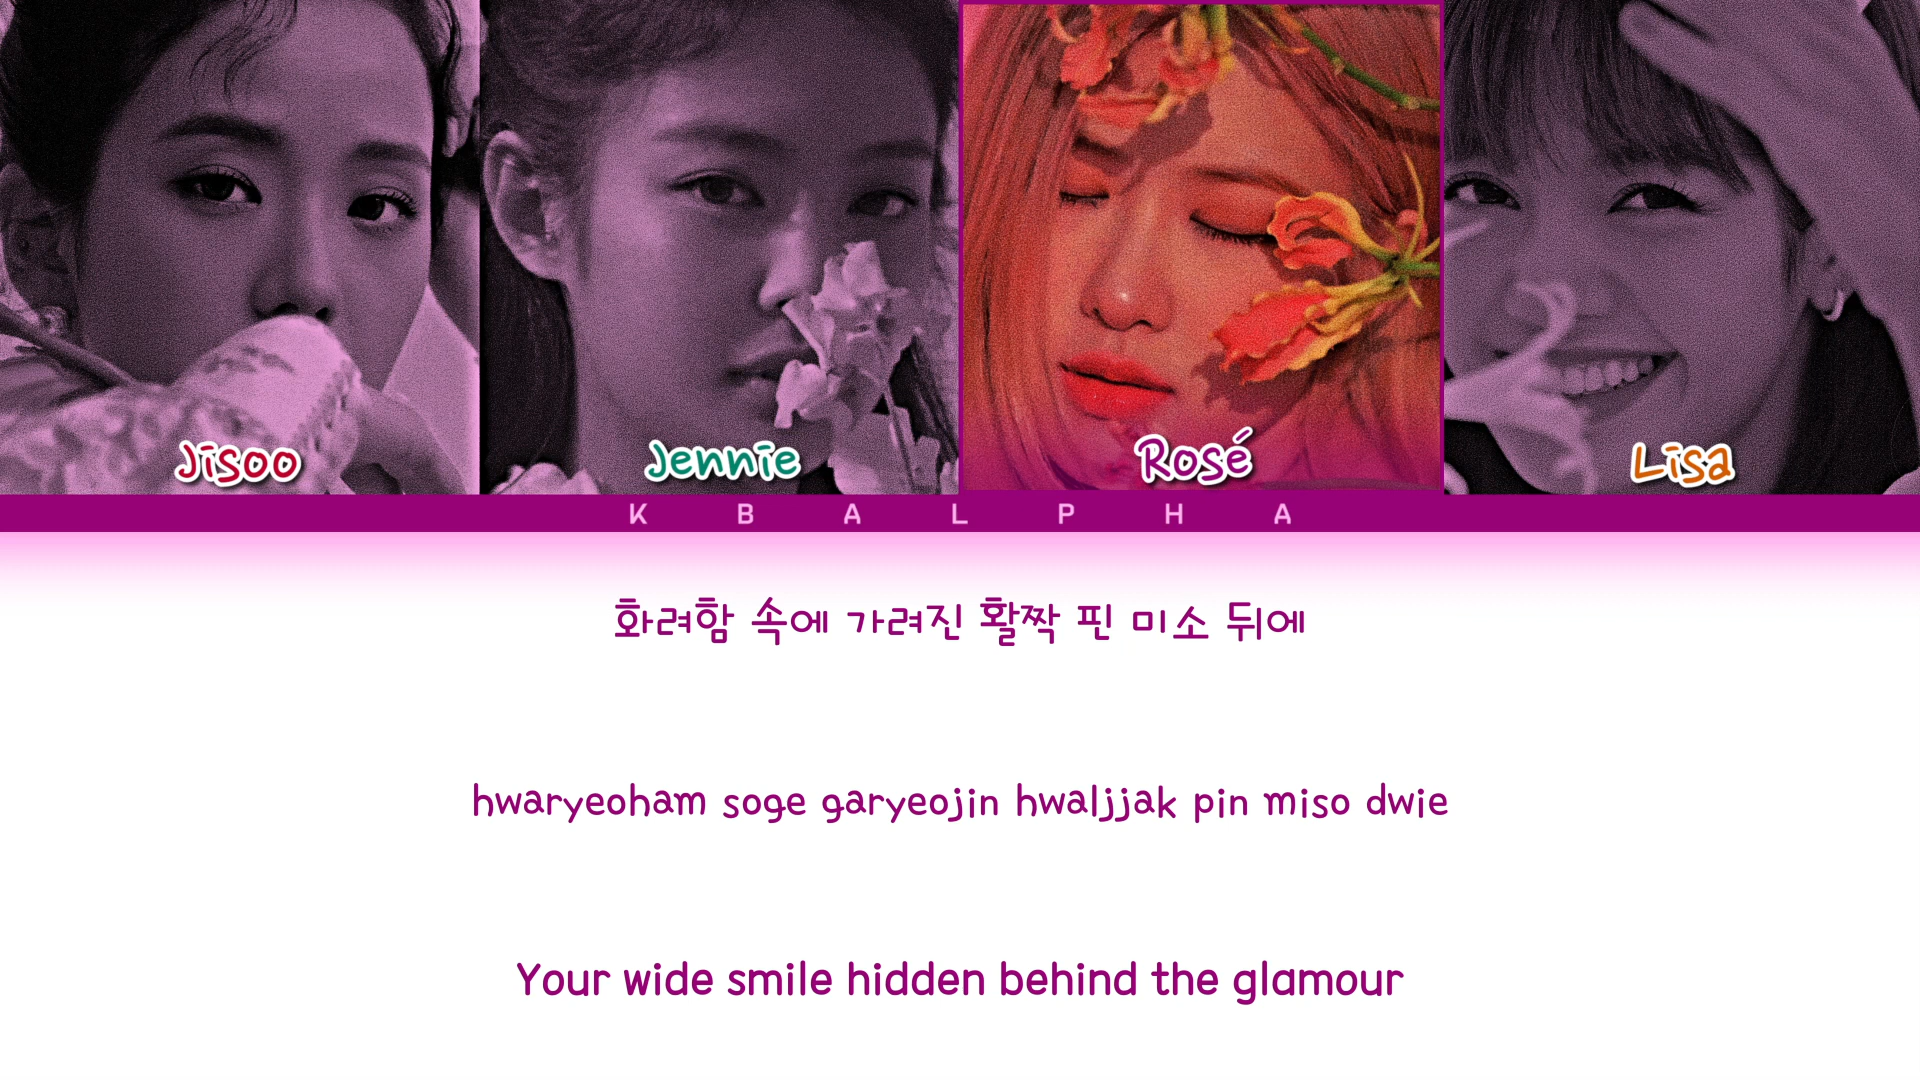 Jisoo Jennie Rosé Lisa
K B A L P H A
화려함 속에 가려진 활짝 핀 미소 뒤에
hwaryeoham soge garyeojin hwaljjak pin miso dwie
Your wide smile hidden behind the glamour